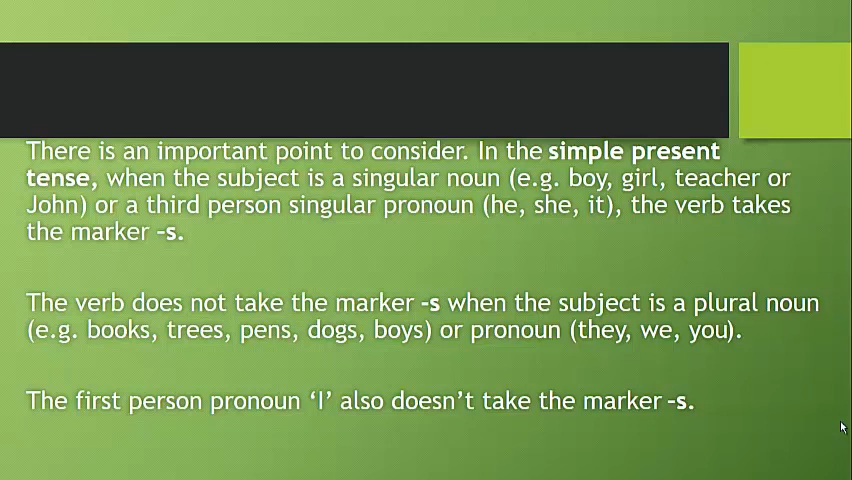 There is an important point to consider. In the simple present
tense, when the subject is a singular noun (e.g. boy, girl, teacher or
John) or a third person singular pronoun (he, she, it), the verb takes
the marker –s.
The verb does not take the marker –s when the subject is a plural noun
(e.g. books, trees, pens, dogs, boys) or pronoun (they, we, you).
The first person pronoun ‘I’ also doesn’t take the marker –s.